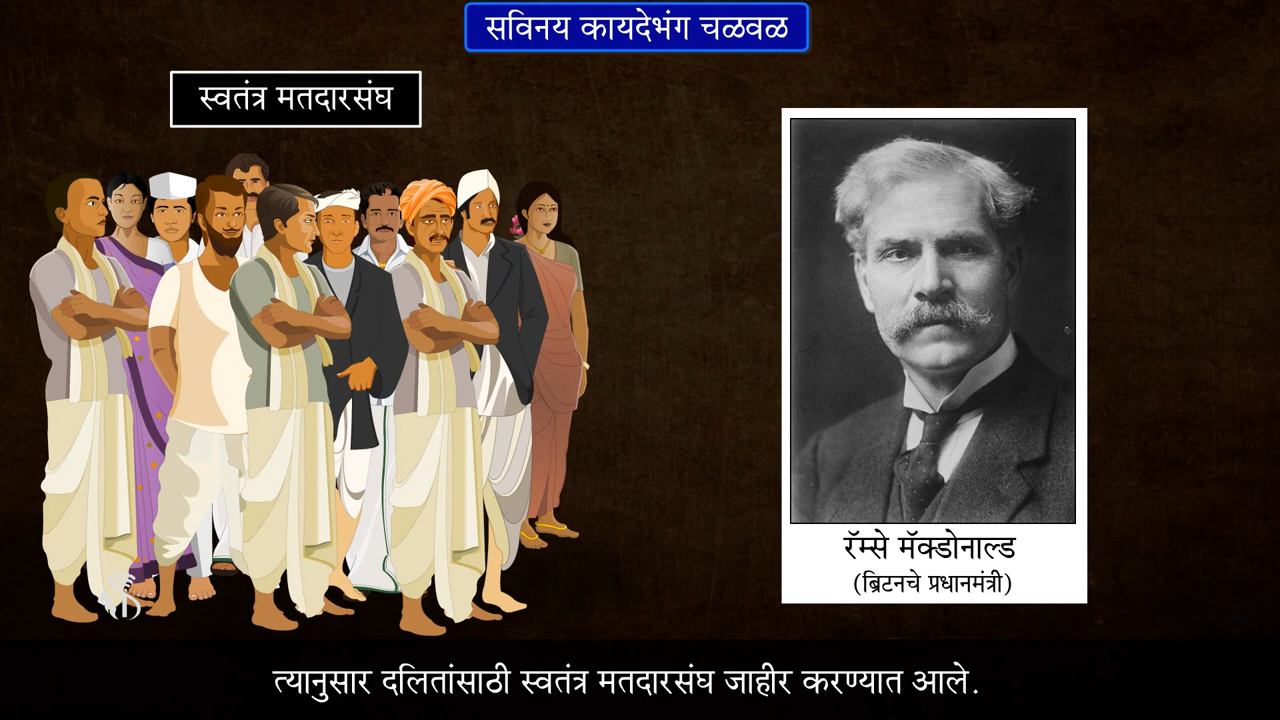 सविनय कायदेभंग चळवळ
स्वतंत्र मतदारसंघ
रॅम्से मॅक्डोनाल्ड
(ब्रिटनचे प्रधानमंत्री)
त्यानुसार दलितांसाठी स्वतंत्र मतदारसंघ जाहीर करण्यात आले.